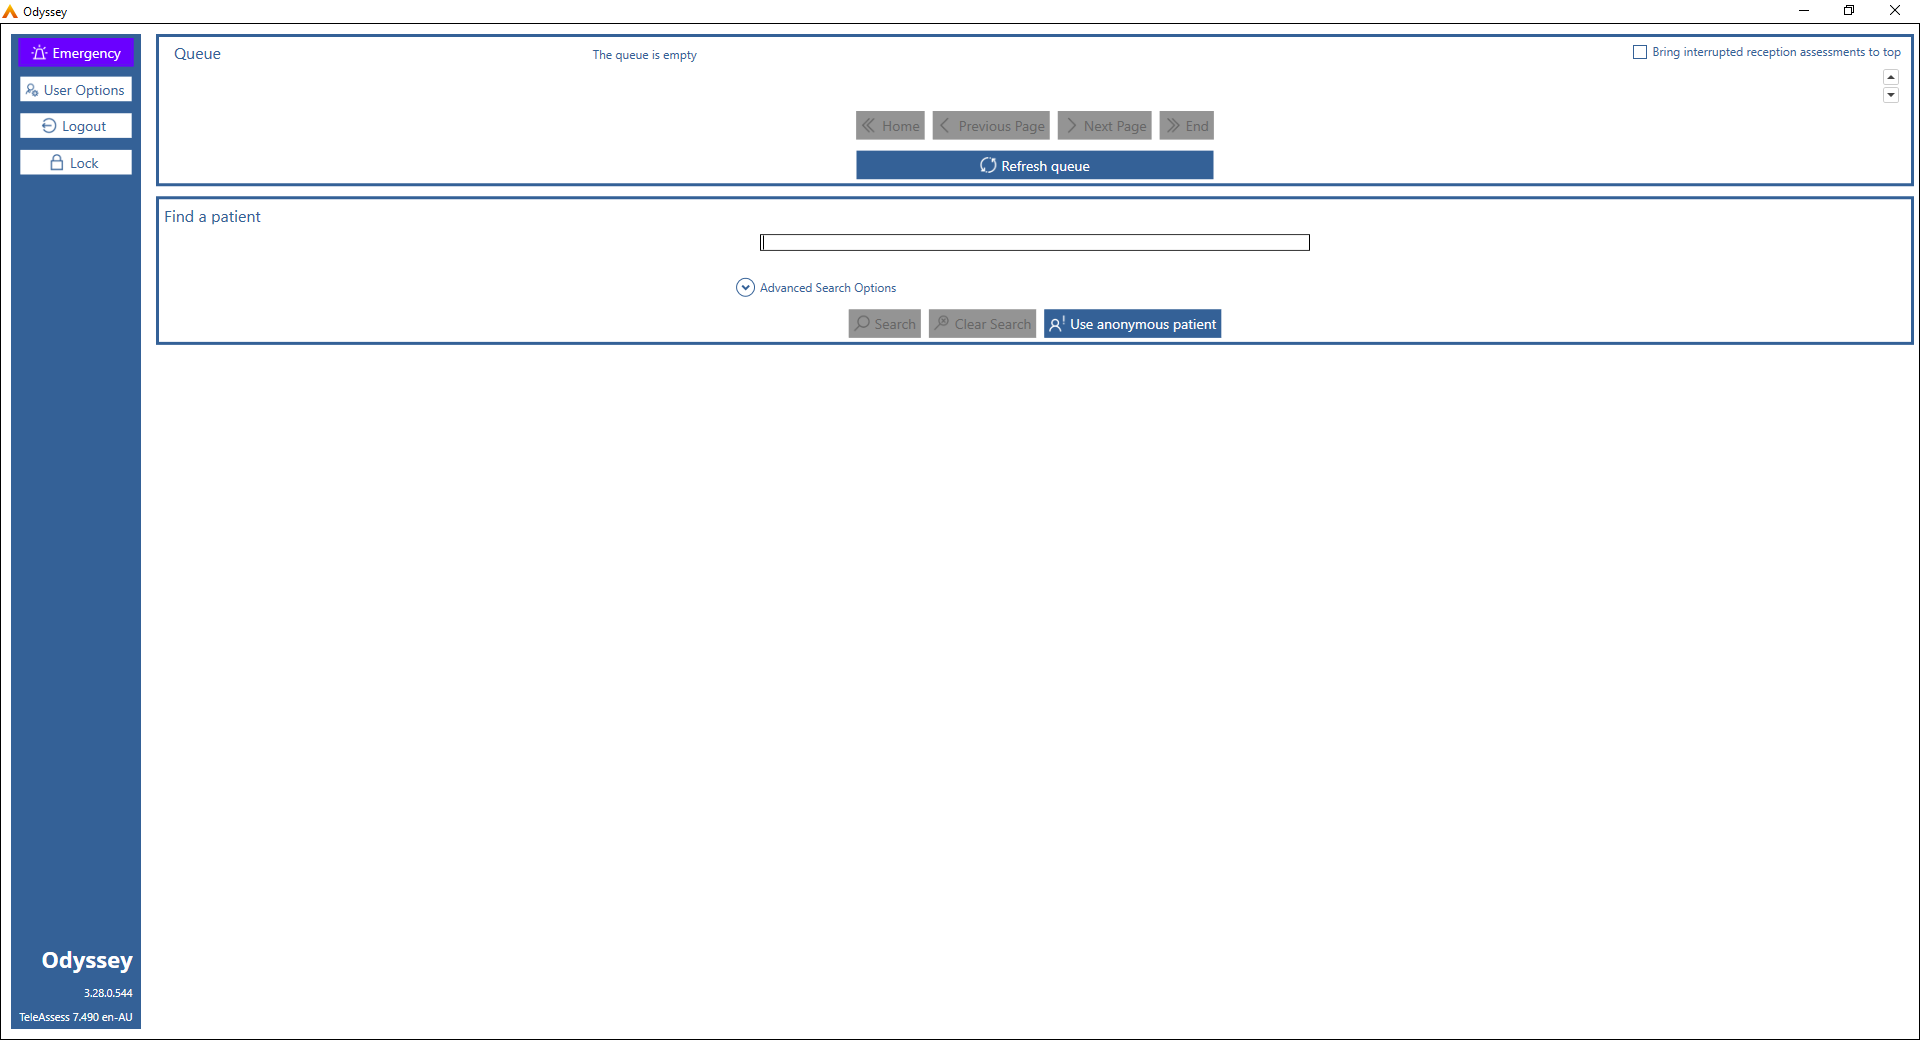 Odyssey
Emergency
User Options
Logout
Lock
Queue
The queue is empty
Bring interrupted reception assessments to top
Home
Previous Page
Next Page
End
Refresh queue
Find a patient
Advanced Search Options
Search
Clear Search
Use anonymous patient
Odyssey
3.28.0.544
TeleAssess 7.490 en-AU